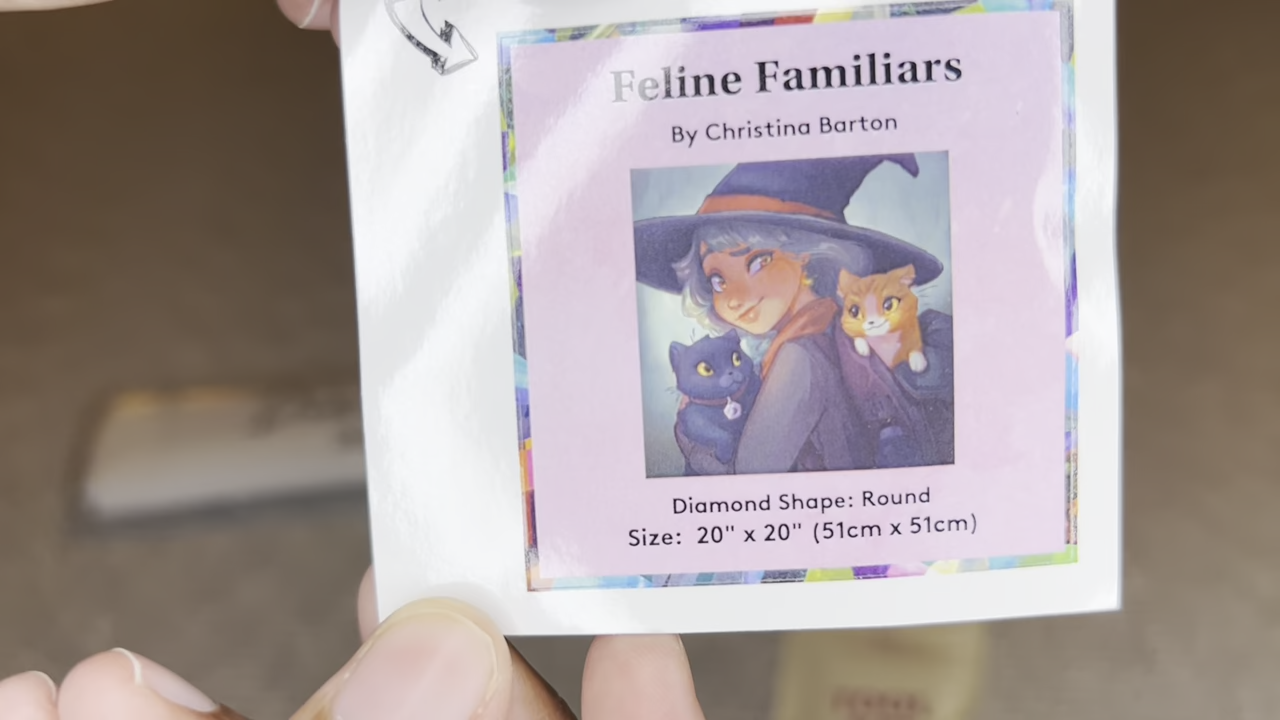 Feline Familiars
By Christina Barton
Diamond Shape: Round
Size: 20" x 20" (51cm x 51cm)